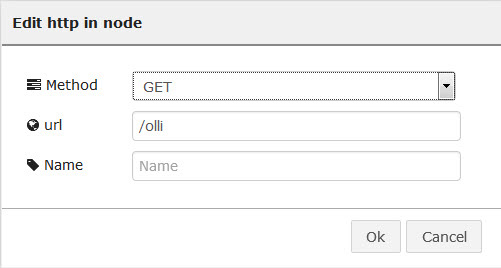 Edit http in node
Method GET
url /olli
Name Name
Ok Cancel